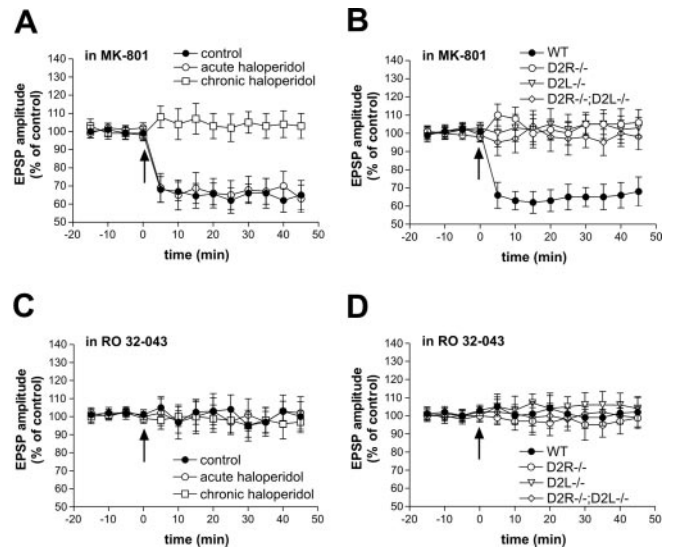 A
in MK-801
control
acute haloperidol
chronic haloperidol
EPSP amplitude
(% of control)
140
130
120
110
100
90
80
70
60
50
-20 -10 0 10 20 30 40 50
time (min)
B
in MK-801
WT
D2R-/-
D2L-/-
D2R-/-;D2L-/-
EPSP amplitude
(% of control)
140
130
120
110
100
90
80
70
60
50
-20 -10 0 10 20 30 40 50
time (min)
C
in RO 32-043
EPSP amplitude
(% of control)
140
130
120
110
100
90
80
70
60
50
control
acute haloperidol
chronic haloperidol
-20 -10 0 10 20 30 40 50
time (min)
D
in RO 32-043
EPSP amplitude
(% of control)
140
130
120
110
100
90
80
70
60
50
WT
D2R-/-
D2L-/-
D2R-/-;D2L-/-
-20 -10 0 10 20 30 40 50
time (min)